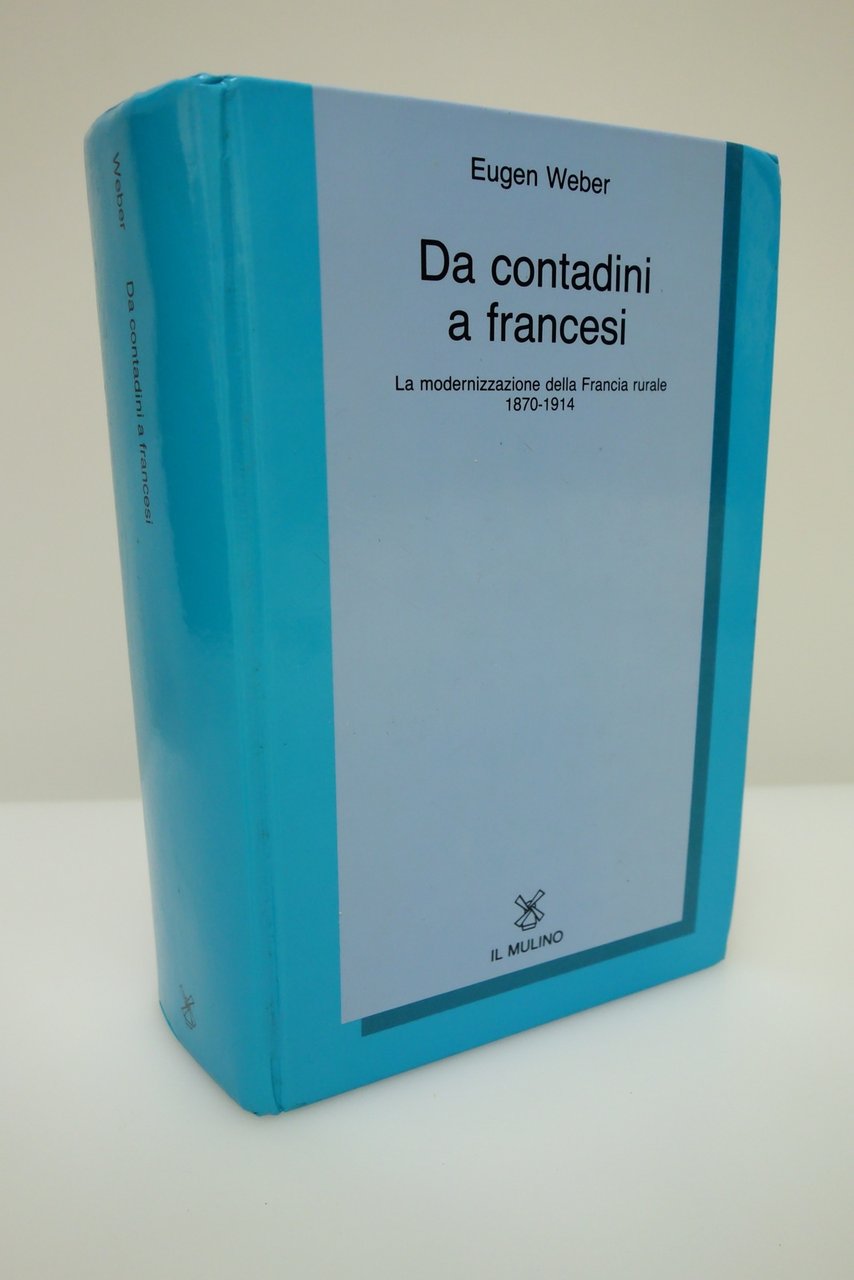 Weber Da contadini a francesi
Eugen Weber
Da contadini
a francesi
La modernizzazione della Francia rurale
1870-1914
IL MULINO